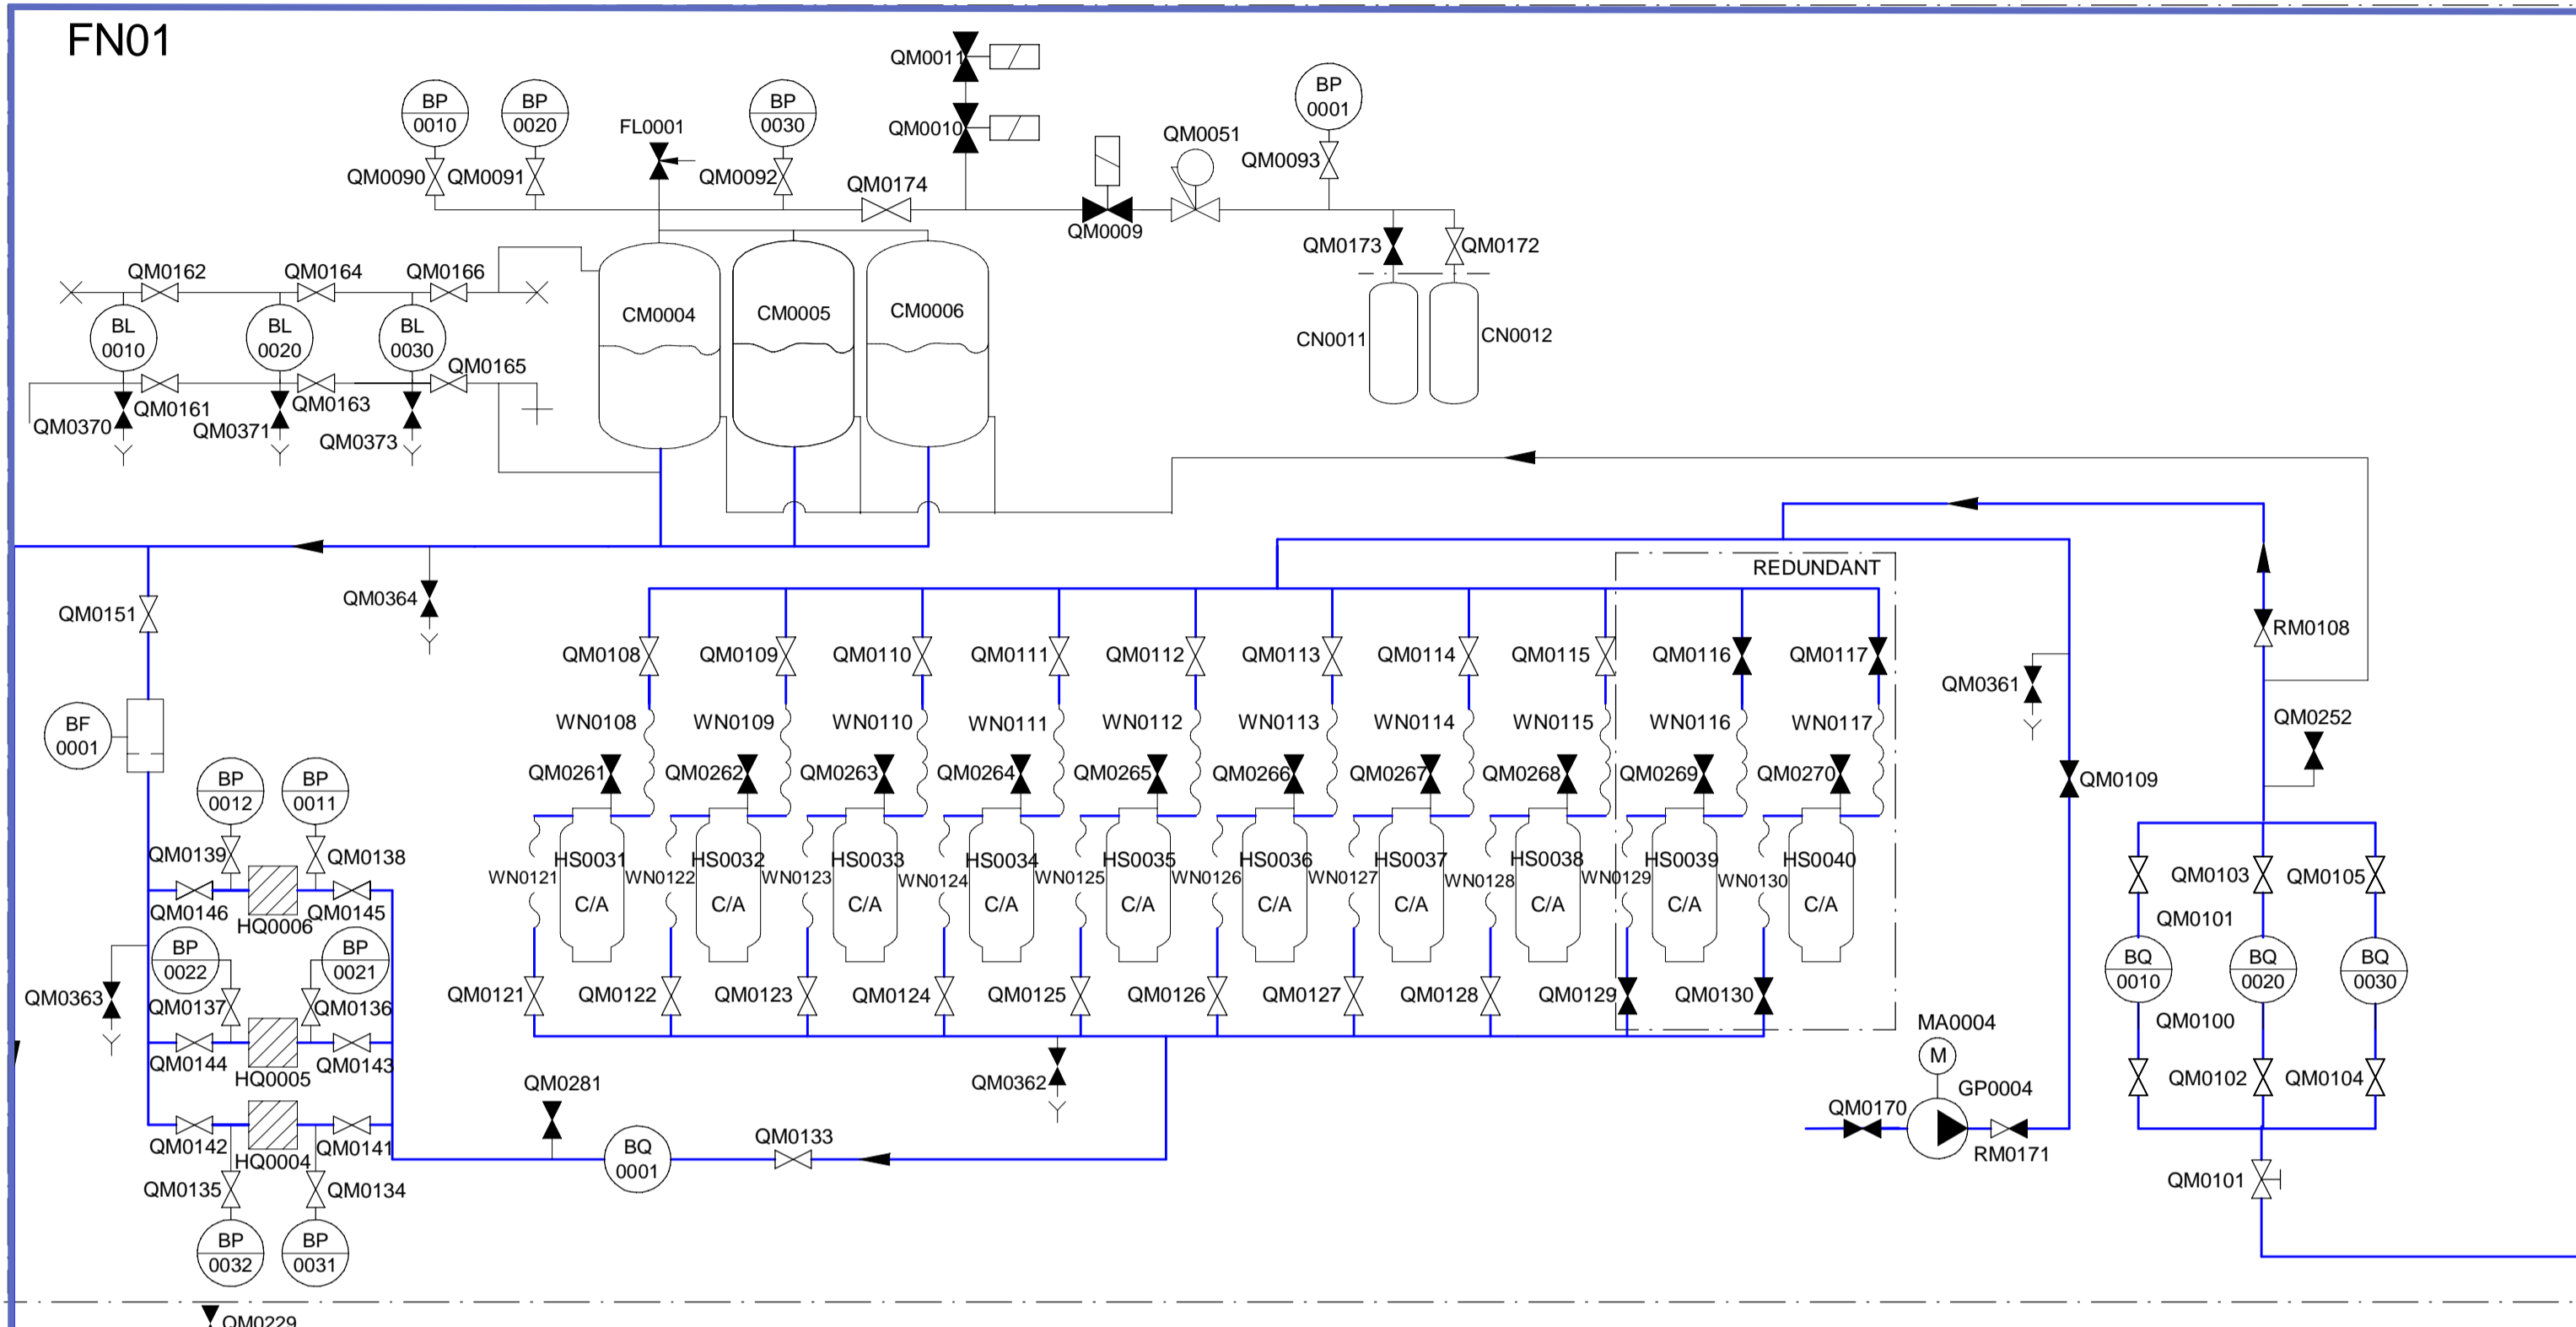 FN01
QM0011
BP
0010
BP
0020
BP
0030
BP
0001
FL0001
QM0010
QM0051
QM0090
QM0091
QM0092
QM0174
QM0093
QM0009
QM0173
QM0172
QM0162
QM0164
QM0166
BL
0010
BL
0020
BL
0030
CM0004
CM0005
CM0006
CN0011
CN0012
QM0165
QM0161
QM0163
QM0370
QM0371
QM0373
QM0364
QM0151
REDUNDANT
RM0108
QM0108
QM0109
QM0110
QM0111
QM0112
QM0113
QM0114
QM0115
QM0116
QM0117
QM0361
QM0252
BF
0001
WN0108
WN0109
WN0110
WN0111
WN0112
WN0113
WN0114
WN0115
WN0116
WN0117
QM0261
QM0262
QM0263
QM0264
QM0265
QM0266
QM0267
QM0268
QM0269
QM0270
QM0109
BP
0012
BP
0011
QM0139
QM0138
HS0031
HS0032
HS0033
HS0034
HS0035
HS0036
HS0037
HS0038
HS0039
HS0040
WN0121
WN0122
WN0123
WN0124
WN0125
WN0126
WN0127
WN0128
WN0129
WN0130
C/A
C/A
C/A
C/A
C/A
C/A
C/A
C/A
C/A
C/A
QM0103
QM0105
QM0101
QM0146
HQ0006
QM0145
BP
0022
BP
0021
BQ
0010
BQ
0020
BQ
0030
QM0363
QM0137
QM0136
QM0121
QM0122
QM0123
QM0124
QM0125
QM0126
QM0127
QM0128
QM0129
QM0130
MA0004
M
QM0100
QM0144
HQ0005
QM0143
QM0281
QM0362
GP0004
QM0102
QM0104
QM0170
RM0171
QM0142
HQ0004
QM0141
BQ
0001
QM0133
QM0135
QM0134
QM0101
BP
0032
BP
0031
QM0229